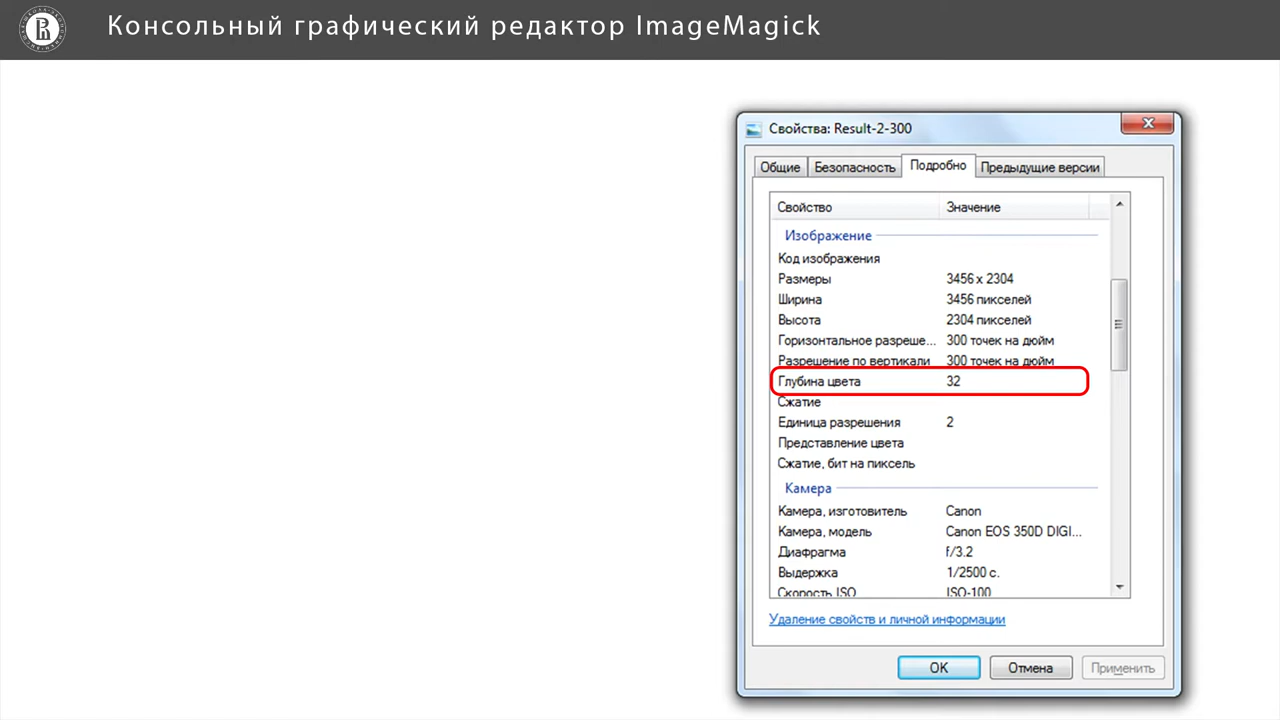 Консольный графический редактор ImageMagick
Свойства: Result-2-300
Общие Безопасность Подробно Предыдущие версии
Свойство Значение
Изображение
Код изображения
Размеры 3456 x 2304
Ширина 3456 пикселей
Высота 2304 пикселей
Горизонтальное разреше... 300 точек на дюйм
Разрешение по вертикали 300 точек на дюйм
Глубина цвета 32
Сжатие
Единица разрешения 2
Представление цвета
Сжатие, бит на пиксель
Камера
Камера, изготовитель Canon
Камера, модель Canon EOS 350D DIGI...
Диафрагма f/3.2
Выдержка 1/2500 с.
Скорость ISO ISO-100
Удаление свойств и личной информации
OK Отмена Применить